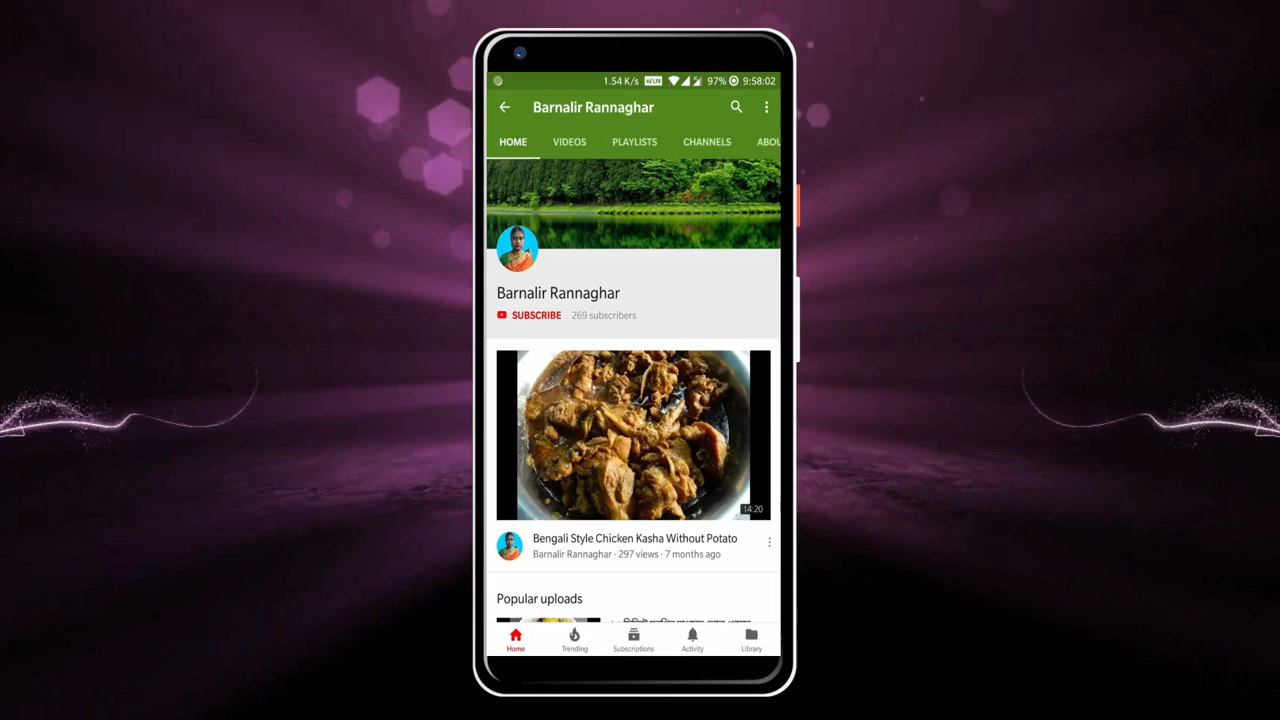 1.54 K/s VoLTE 97% 9:58:02
Barnalir Rannaghar
HOME VIDEOS PLAYLISTS CHANNELS ABOU
Barnalir Rannaghar
SUBSCRIBE 269 subscribers
14:20
Bengali Style Chicken Kasha Without Potato
Barnalir Rannaghar · 297 views · 7 months ago
Popular uploads
Home Trending Subscriptions Activity Library